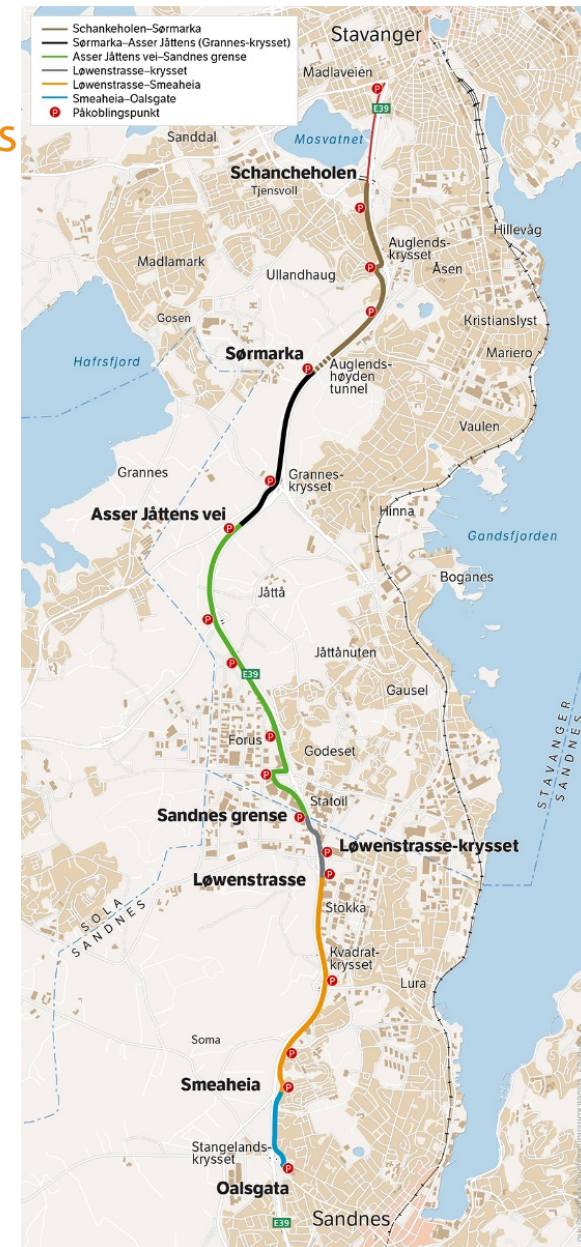 Schankeholen–Sørmarka
Sørmarka–Asser Jåttens (Grannes-krysset)
Asser Jåttens vei–Sandnes grense
Løwenstrasse–krysset
Løwenstrasse–Smeaheia
Smeaheia–Oalsgate
P Påkoblingspunkt
S
Stavanger
Madlaveién
P
E39
Sanddal
Mosvatnet
Schancheholen
Tjensvoll
P
Hillevåg
Auglends-
krysset
Åsen
P
Madlamark
Ullandhaug
Gosen
P
Kristianslyst
Mariero
Hafrsfjord
Sørmarka
P
Auglends-
høyden
tunnel
Vaulen
Grannes
P
Grannes-
krysset
Asser Jåttens vei
P
Hinna
Gandsfjorden
Boganes
Jåttå
P
Jåttånuten
P
E39
Gausel
STAVANGER
SANDNES
P
Forus
Godeset
P
Statoil
Sandnes grense
P
Løwenstrasse-krysset
P
Løwenstrasse
P
Stokka
SOLA
SANDNES
Kvadrat-
krysset
P
Lura
Soma
P
Smeaheia
P
Stangelands-
krysset
P
Oalsgata
Sandnes
E39